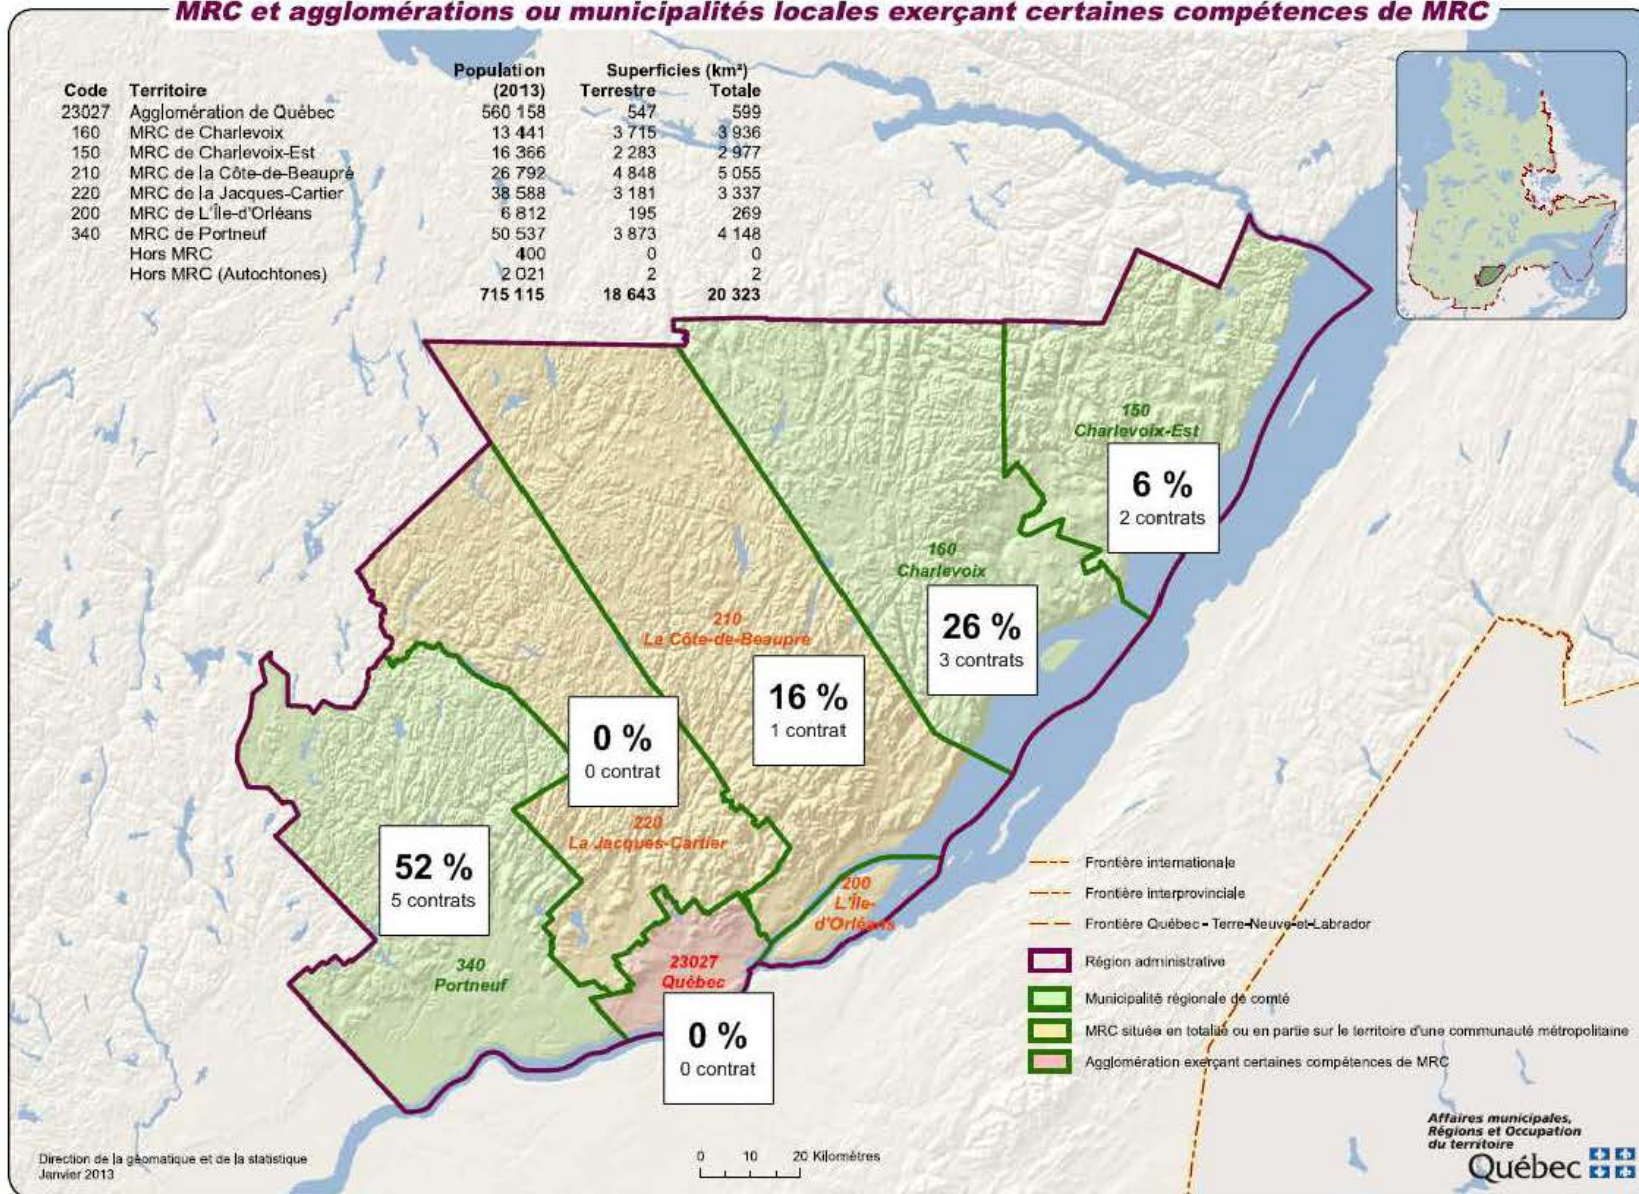 MRC et agglomérations ou municipalités locales exerçant certaines compétences de MRC
Population Superficies (km²)
Code Territoire (2013) Terrestre Totale
23027 Agglomération de Québec 560 158 547 599
160 MRC de Charlevoix 13 441 3 715 3 936
150 MRC de Charlevoix-Est 16 366 2 283 2 977
210 MRC de la Côte-de-Beaupré 26 792 4 848 5 055
220 MRC de la Jacques-Cartier 38 588 3 181 3 337
200 MRC de L'Île-d'Orléans 6 812 195 269
340 MRC de Portneuf 50 537 3 873 4 148
Hors MRC 400 0 0
Hors MRC (Autochtones) 2 021 2 2
715 115 18 643 20 323
150
Charlevoix-Est
6 %
2 contrats
160
Charlevoix
26 %
3 contrats
210
La Côte-de-Beaupré
16 %
1 contrat
0 %
0 contrat
220
La Jacques-Cartier
52 %
5 contrats
340
Portneuf
200
L'Île-
d'Orléans
23027
Québec
0 %
0 contrat
Frontière internationale
Frontière interprovinciale
Frontière Québec - Terre-Neuve-et-Labrador
Région administrative
Municipalité régionale de comté
MRC située en totalité ou en partie sur le territoire d'une communauté métropolitaine
Agglomération exerçant certaines compétences de MRC
Direction de la géomatique et de la statistique
Janvier 2013
0 10 20 Kilomètres
Affaires municipales,
Régions et Occupation
du territoire
Québec